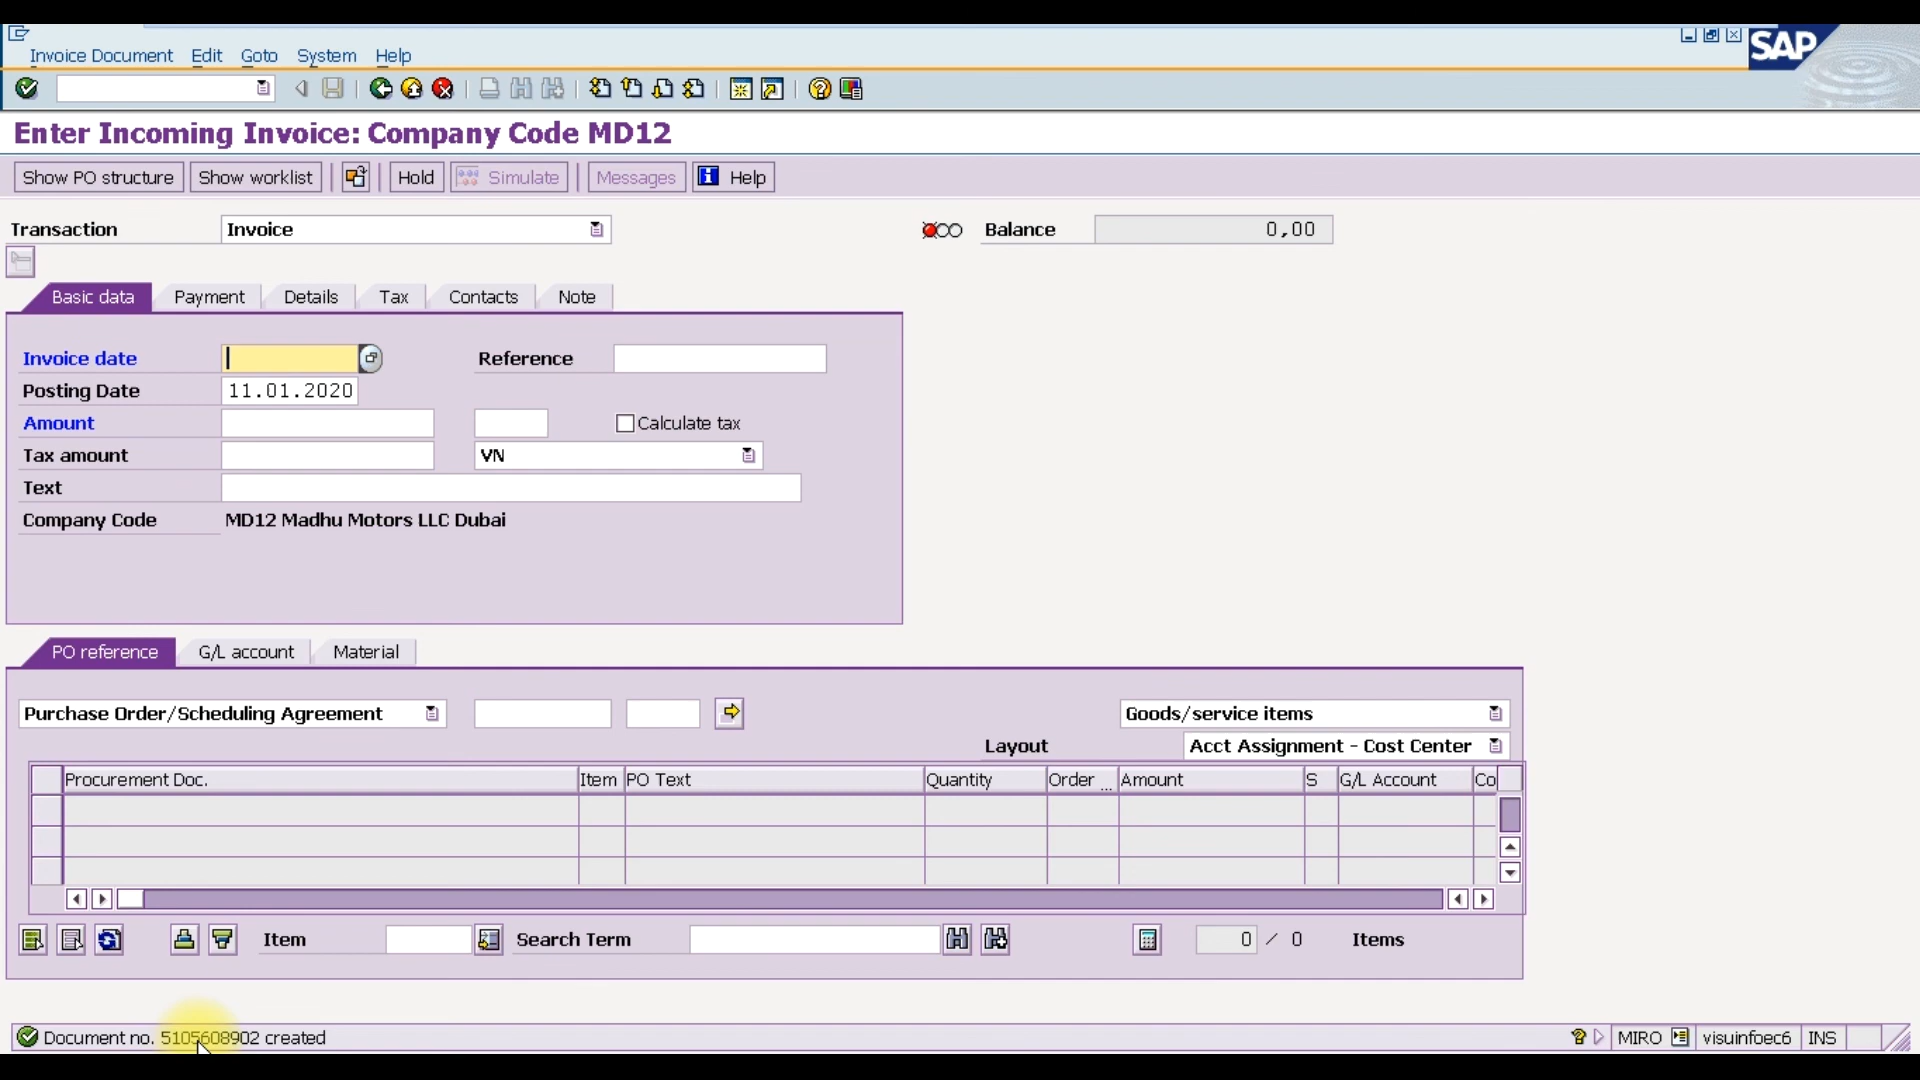 Invoice Document Edit Goto System Help
SAP
Enter Incoming Invoice: Company Code MD12
Show PO structure Show worklist Hold Simulate Messages Help
Transaction Invoice Balance 0,00
Basic data Payment Details Tax Contacts Note
Invoice date Reference
Posting Date 11.01.2020
Amount Calculate tax
Tax amount VN
Text
Company Code MD12 Madhu Motors LLC Dubai
PO reference G/L account Material
Purchase Order/Scheduling Agreement Goods/service items
Layout Acct Assignment - Cost Center
Procurement Doc. Item PO Text Quantity Order ... Amount S G/L Account Co
Item Search Term 0 / 0 Items
Document no. 5105608902 created MIRO visuinfoec6 INS